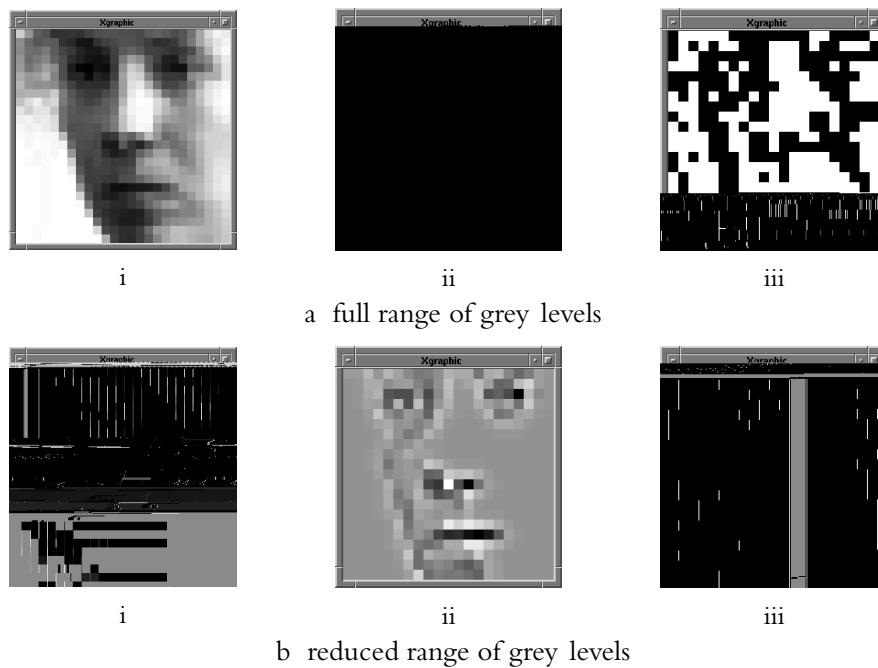 Xgraphic Xgraphic Xgraphic
i ii iii
a full range of grey levels
Xgraphic Xgraphic Xgraphic
i ii iii
b reduced range of grey levels